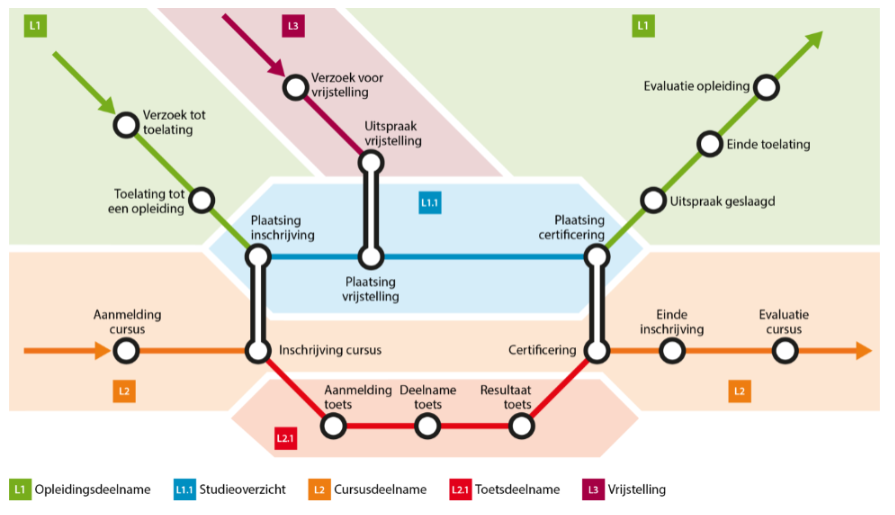 L1
L3
L1
Verzoek voor
vrijstelling
Evaluatie opleiding
Verzoek tot
toelating
Uitspraak
vrijstelling
Einde toelating
Toelating tot
een opleiding
L1.1
Uitspraak geslaagd
Plaatsing
inschrijving
Plaatsing
certificering
Plaatsing
vrijstelling
Aanmelding
cursus
Einde
inschrijving
Evaluatie
cursus
Inschrijving cursus
Certificering
L2
Aanmelding
toets
Deelname
toets
Resultaat
toets
L2
L2.1
L1 Opleidingsdeelname
L1.1 Studieoverzicht
L2 Cursusdeelname
L2.1 Toetsdeelname
L3 Vrijstelling